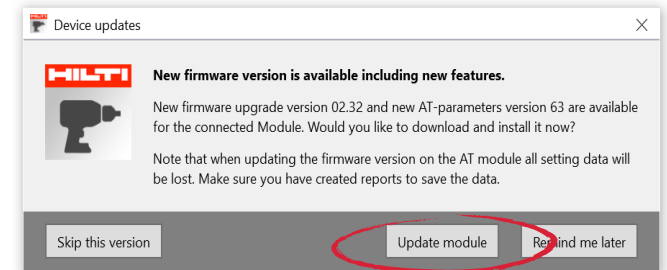 Device updates
HILTI
New firmware version is available including new features.
New firmware upgrade version 02.32 and new AT-parameters version 63 are available
for the connected Module. Would you like to download and install it now?
Note that when updating the firmware version on the AT module all setting data will
be lost. Make sure you have created reports to save the data.
Skip this version
Update module
Remind me later